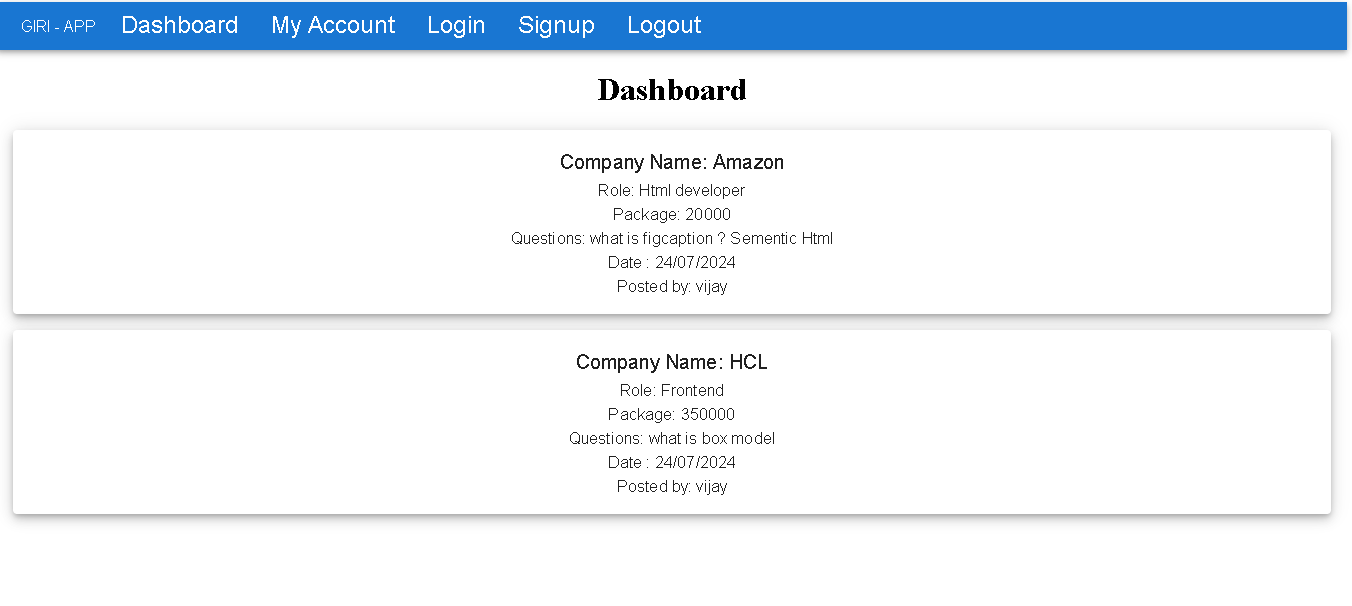 GIRI - APP Dashboard My Account Login Signup Logout
Dashboard
Company Name: Amazon
Role: Html developer
Package: 20000
Questions: what is figcaption ? Sementic Html
Date : 24/07/2024
Posted by: vijay
Company Name: HCL
Role: Frontend
Package: 350000
Questions: what is box model
Date : 24/07/2024
Posted by: vijay